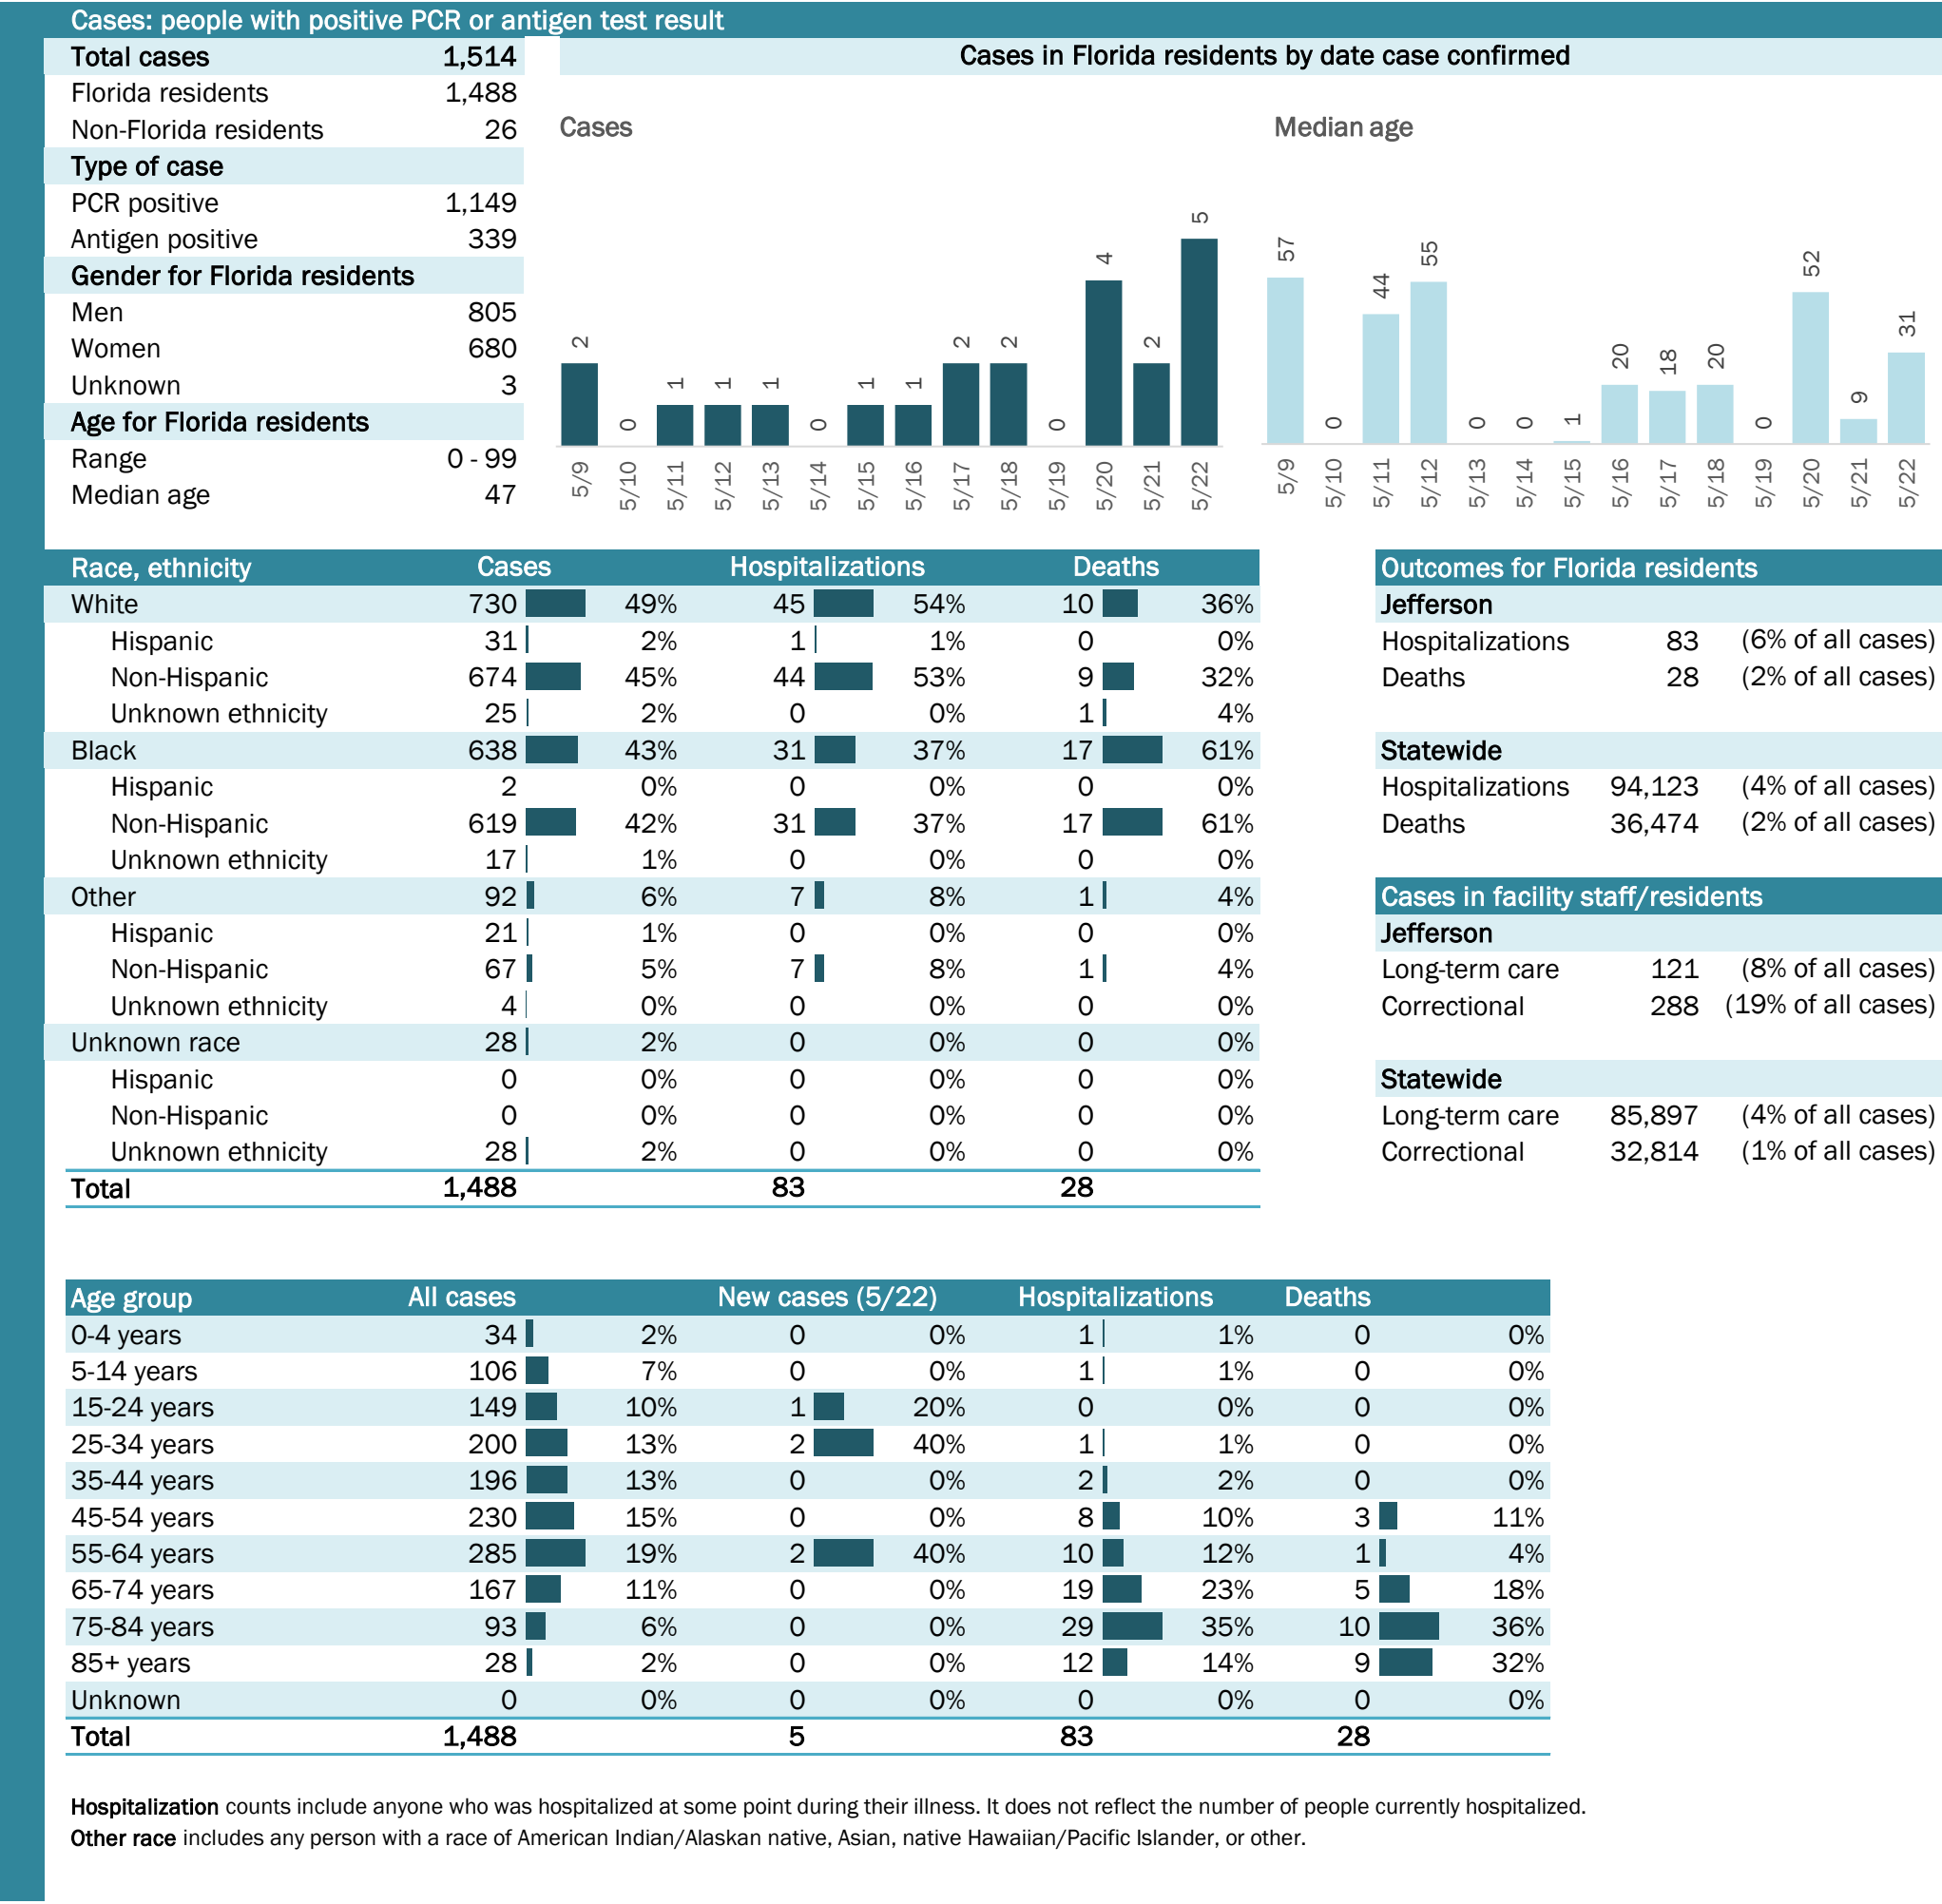 Cases: people with positive PCR or antigen test result
Total cases 1,514
Florida residents 1,488
Non-Florida residents 26
Type of case
PCR positive 1,149
Antigen positive 339
Gender for Florida residents
Men 805
Women 680
Unknown 3
Age for Florida residents
Range 0 - 99
Median age 47
Cases in Florida residents by date case confirmed
Cases
2 0 1 1 1 0 1 1 2 2 0 4 2 5
5/9 5/10 5/11 5/12 5/13 5/14 5/15 5/16 5/17 5/18 5/19 5/20 5/21 5/22
Median age
57 0 44 55 0 0 1 20 18 20 0 52 9 31
5/9 5/10 5/11 5/12 5/13 5/14 5/15 5/16 5/17 5/18 5/19 5/20 5/21 5/22
Race, ethnicity Cases Hospitalizations Deaths
White 730 49% 45 54% 10 36%
Hispanic 31 2% 1 1% 0 0%
Non-Hispanic 674 45% 44 53% 9 32%
Unknown ethnicity 25 2% 0 0% 1 4%
Black 638 43% 31 37% 17 61%
Hispanic 2 0% 0 0% 0 0%
Non-Hispanic 619 42% 31 37% 17 61%
Unknown ethnicity 17 1% 0 0% 0 0%
Other 92 6% 7 8% 1 4%
Hispanic 21 1% 0 0% 0 0%
Non-Hispanic 67 5% 7 8% 1 4%
Unknown ethnicity 4 0% 0 0% 0 0%
Unknown race 28 2% 0 0% 0 0%
Hispanic 0 0% 0 0% 0 0%
Non-Hispanic 0 0% 0 0% 0 0%
Unknown ethnicity 28 2% 0 0% 0 0%
Total 1,488 83 28
Outcomes for Florida residents
Jefferson
Hospitalizations 83 (6% of all cases)
Deaths 28 (2% of all cases)
Statewide
Hospitalizations 94,123 (4% of all cases)
Deaths 36,474 (2% of all cases)
Cases in facility staff/residents
Jefferson
Long-term care 121 (8% of all cases)
Correctional 288 (19% of all cases)
Statewide
Long-term care 85,897 (4% of all cases)
Correctional 32,814 (1% of all cases)
Age group All cases New cases (5/22) Hospitalizations Deaths
0-4 years 34 2% 0 0% 1 1% 0 0%
5-14 years 106 7% 0 0% 1 1% 0 0%
15-24 years 149 10% 1 20% 0 0% 0 0%
25-34 years 200 13% 2 40% 1 1% 0 0%
35-44 years 196 13% 0 0% 2 2% 0 0%
45-54 years 230 15% 0 0% 8 10% 3 11%
55-64 years 285 19% 2 40% 10 12% 1 4%
65-74 years 167 11% 0 0% 19 23% 5 18%
75-84 years 93 6% 0 0% 29 35% 10 36%
85+ years 28 2% 0 0% 12 14% 9 32%
Unknown 0 0% 0 0% 0 0% 0 0%
Total 1,488 5 83 28
Hospitalization counts include anyone who was hospitalized at some point during their illness. It does not reflect the number of people currently hospitalized.
Other race includes any person with a race of American Indian/Alaskan native, Asian, native Hawaiian/Pacific Islander, or other.